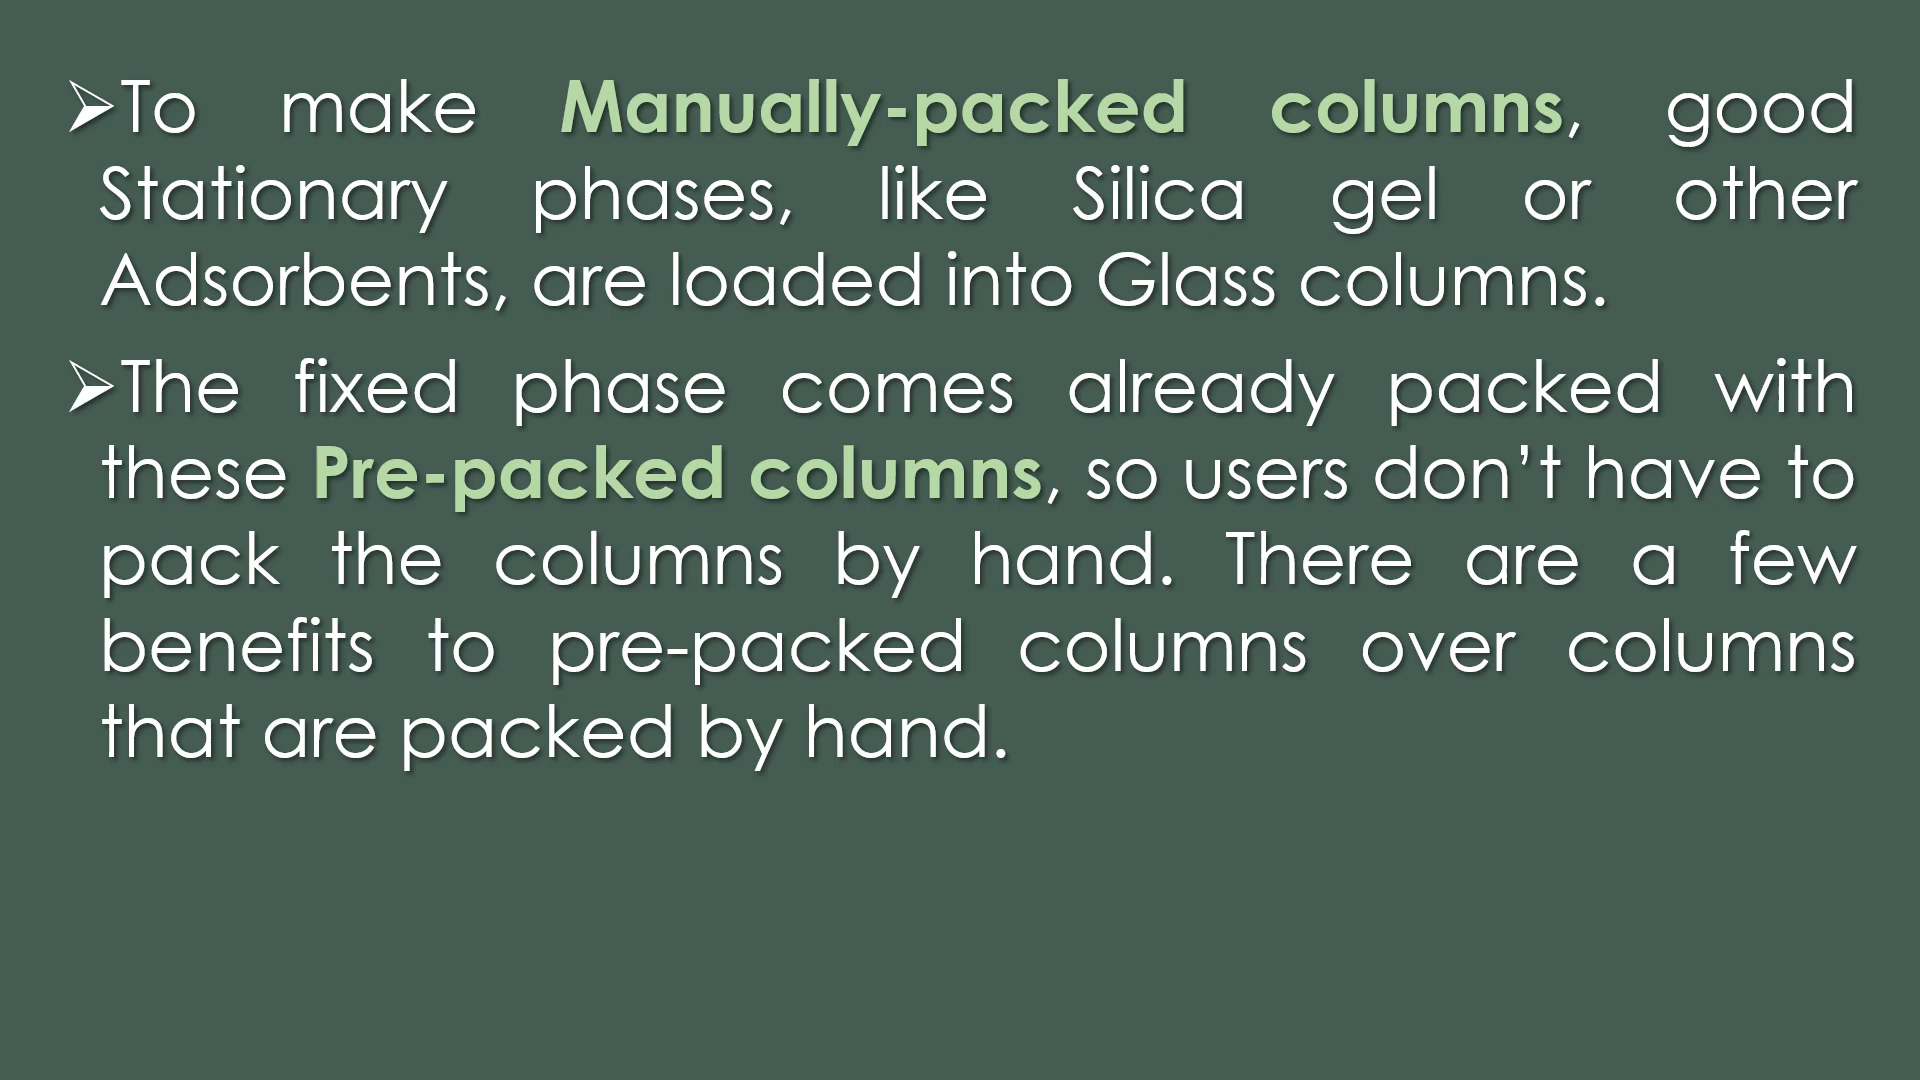 ➢To make Manually-packed columns, good
Stationary phases, like Silica gel or other
Adsorbents, are loaded into Glass columns.
➢The fixed phase comes already packed with
these Pre-packed columns, so users don’t have to
pack the columns by hand. There are a few
benefits to pre-packed columns over columns
that are packed by hand.